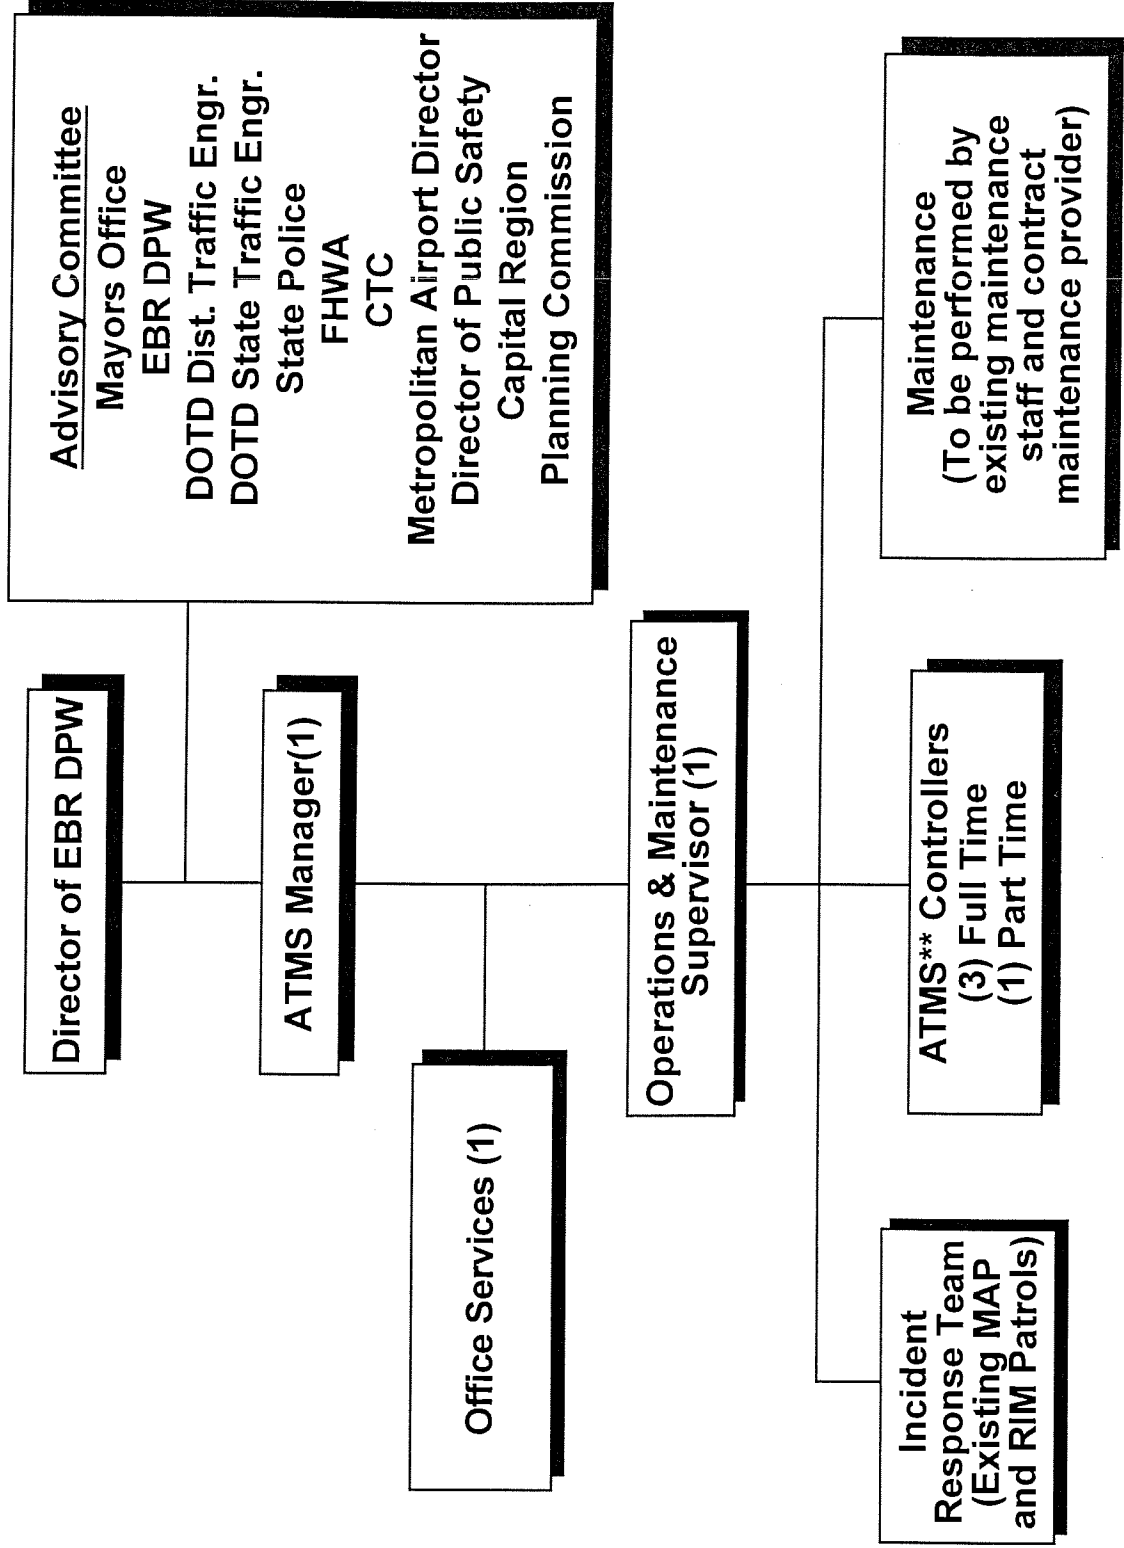 Director of EBR DPW
Advisory Committee
Mayors Office
EBR DPW
DOTD Dist. Traffic Engr.
DOTD State Traffic Engr.
State Police
FHWA
CTC
Metropolitan Airport Director
Director of Public Safety
Capital Region
Planning Commission
ATMS Manager(1)
Office Services (1)
Operations & Maintenance
Supervisor (1)
Incident
Response Team
(Existing MAP
and RIM Patrols)
ATMS** Controllers
(3) Full Time
(1) Part Time
Maintenance
(To be performed by
existing maintenance
staff and contract
maintenance provider)